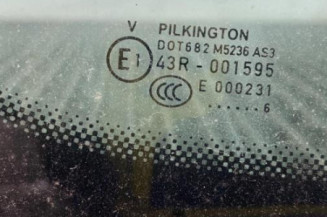 V PILKINGTON
DOT682 M5236 AS3
E1 43R - 001595
CCC E 000231
......6